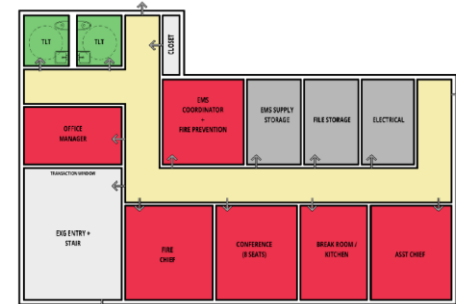 TLT
TLT
CLOSET
EMS
COORDINATOR
+
FIRE PREVENTION
EMS SUPPLY
STORAGE
FILE STORAGE
ELECTRICAL
OFFICE
MANAGER
TRANSACTION WINDOW
EXG ENTRY +
STAIR
FIRE
CHIEF
CONFERENCE
(8 SEATS)
BREAK ROOM /
KITCHEN
ASST CHIEF